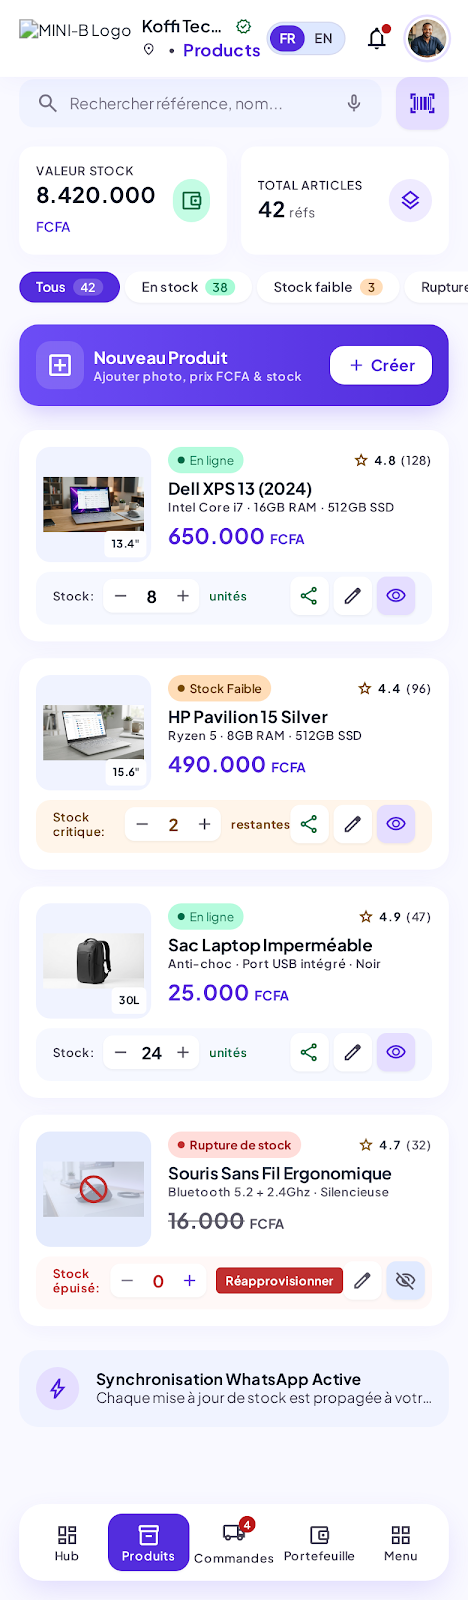 MINI-B Logo
Koffi Tec...
• Products
FR EN
Rechercher référence, nom...
VALEUR STOCK
8.420.000
FCFA
TOTAL ARTICLES
42 réfs
Tous 42
En stock 38
Stock faible 3
Rupture
Nouveau Produit
Ajouter photo, prix FCFA & stock
+ Créer
13.4"
En ligne
4.8 (128)
Dell XPS 13 (2024)
Intel Core i7 · 16GB RAM · 512GB SSD
650.000 FCFA
Stock: − 8 + unités
15.6"
Stock Faible
4.4 (96)
HP Pavilion 15 Silver
Ryzen 5 · 8GB RAM · 512GB SSD
490.000 FCFA
Stock
critique: − 2 + restantes
30L
En ligne
4.9 (47)
Sac Laptop Imperméable
Anti-choc · Port USB intégré · Noir
25.000 FCFA
Stock: − 24 + unités
Rupture de stock
4.7 (32)
Souris Sans Fil Ergonomique
Bluetooth 5.2 + 2.4Ghz · Silencieuse
16.000 FCFA
Stock
épuisé: − 0 + Réapprovisionner
Synchronisation WhatsApp Active
Chaque mise à jour de stock est propagée à votr...
4
Hub
Produits
Commandes
Portefeuille
Menu